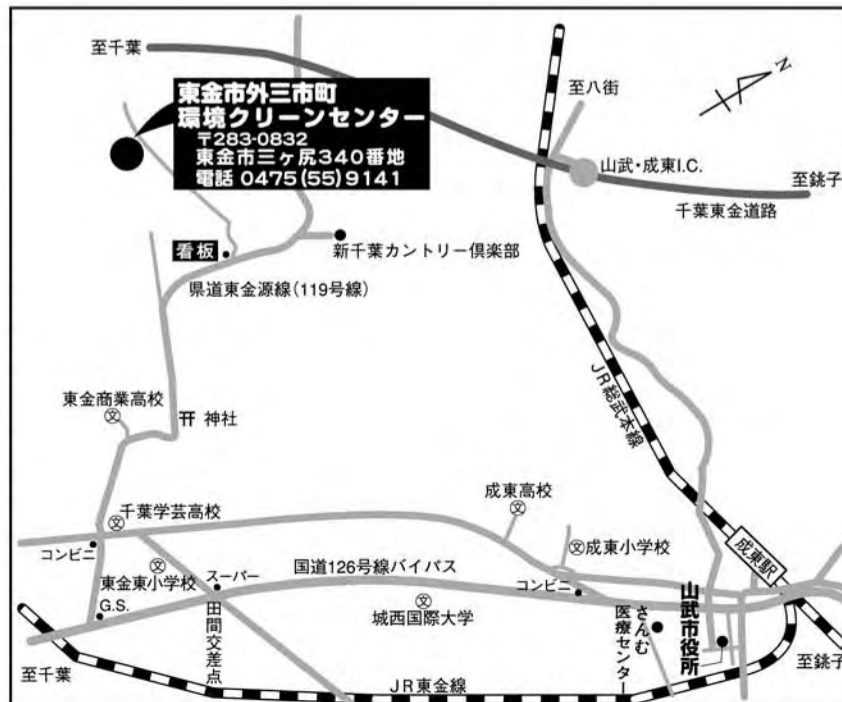 至千葉
東金市外三市町
環境クリーンセンター
〒283-0832
東金市三ヶ尻340番地
電話 0475(55)9141
至八街
N
山武・成東I.C.
至銚子
千葉東金道路
看板
新千葉カントリー倶楽部
県道東金源線(119号線)
JR総武本線
東金商業高校
文
神社
成東高校
文
千葉学芸高校
文
成東小学校
文
成東駅
コンビニ
東金東小学校
文
スーパー
国道126号線バイパス
コンビニ
G.S.
田間交差点
城西国際大学
文
さんむ
医療センター
山武市役所
至千葉
JR東金線
至銚子